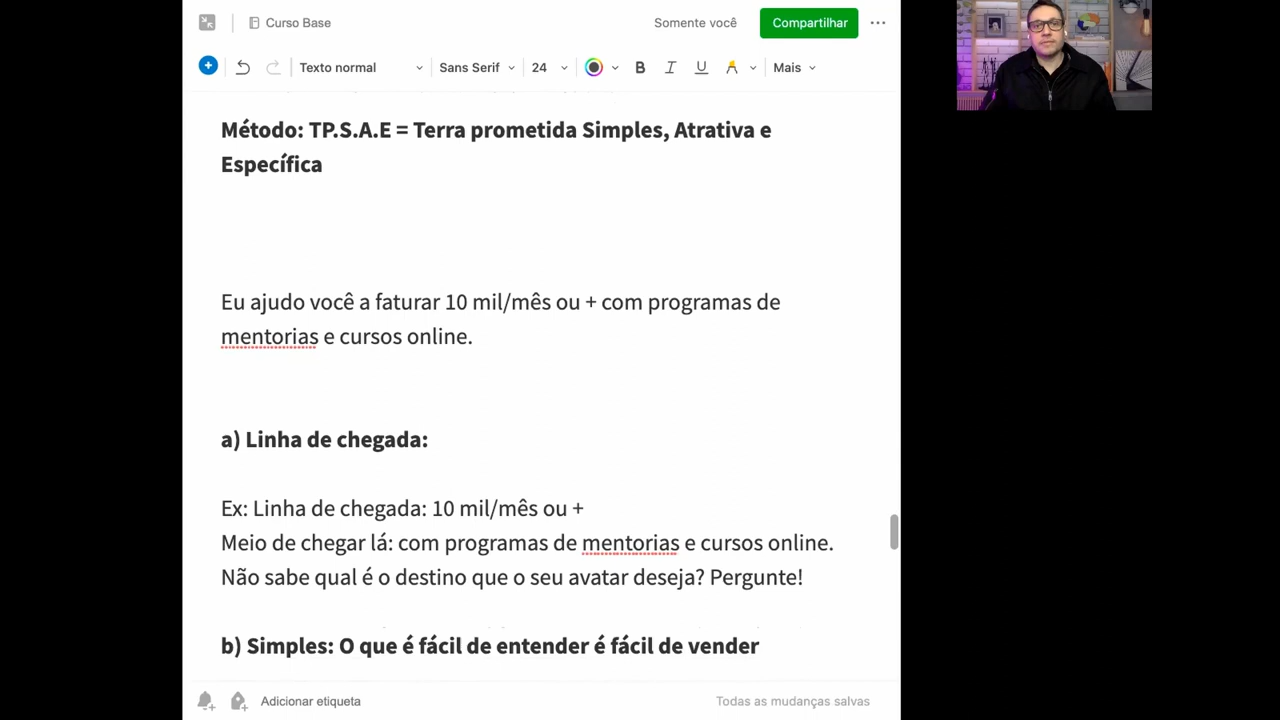 Curso Base
Somente você
Compartilhar
Texto normal
Sans Serif
24
B
I
U
Mais
Método: TP.S.A.E = Terra prometida Simples, Atrativa e
Específica
Eu ajudo você a faturar 10 mil/mês ou + com programas de
mentorias e cursos online.
a) Linha de chegada:
Ex: Linha de chegada: 10 mil/mês ou +
Meio de chegar lá: com programas de mentorias e cursos online.
Não sabe qual é o destino que o seu avatar deseja? Pergunte!
b) Simples: O que é fácil de entender é fácil de vender
Adicionar etiqueta
Todas as mudanças salvas